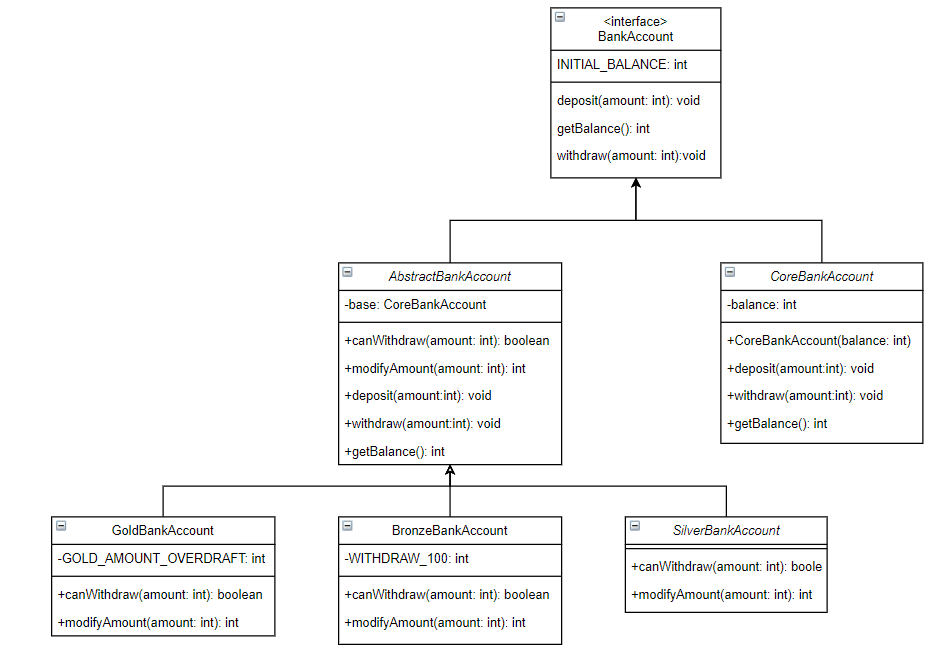 <interface>
BankAccount
INITIAL_BALANCE: int
deposit(amount: int): void
getBalance(): int
withdraw(amount: int):void
AbstractBankAccount
-base: CoreBankAccount
+canWithdraw(amount: int): boolean
+modifyAmount(amount: int): int
+deposit(amount:int): void
+withdraw(amount:int): void
+getBalance(): int
CoreBankAccount
-balance: int
+CoreBankAccount(balance: int)
+deposit(amount:int): void
+withdraw(amount:int): void
+getBalance(): int
GoldBankAccount
-GOLD_AMOUNT_OVERDRAFT: int
+canWithdraw(amount: int): boolean
+modifyAmount(amount: int): int
BronzeBankAccount
-WITHDRAW_100: int
+canWithdraw(amount: int): boolean
+modifyAmount(amount: int): int
SilverBankAccount
+canWithdraw(amount: int): boole
+modifyAmount(amount: int): int